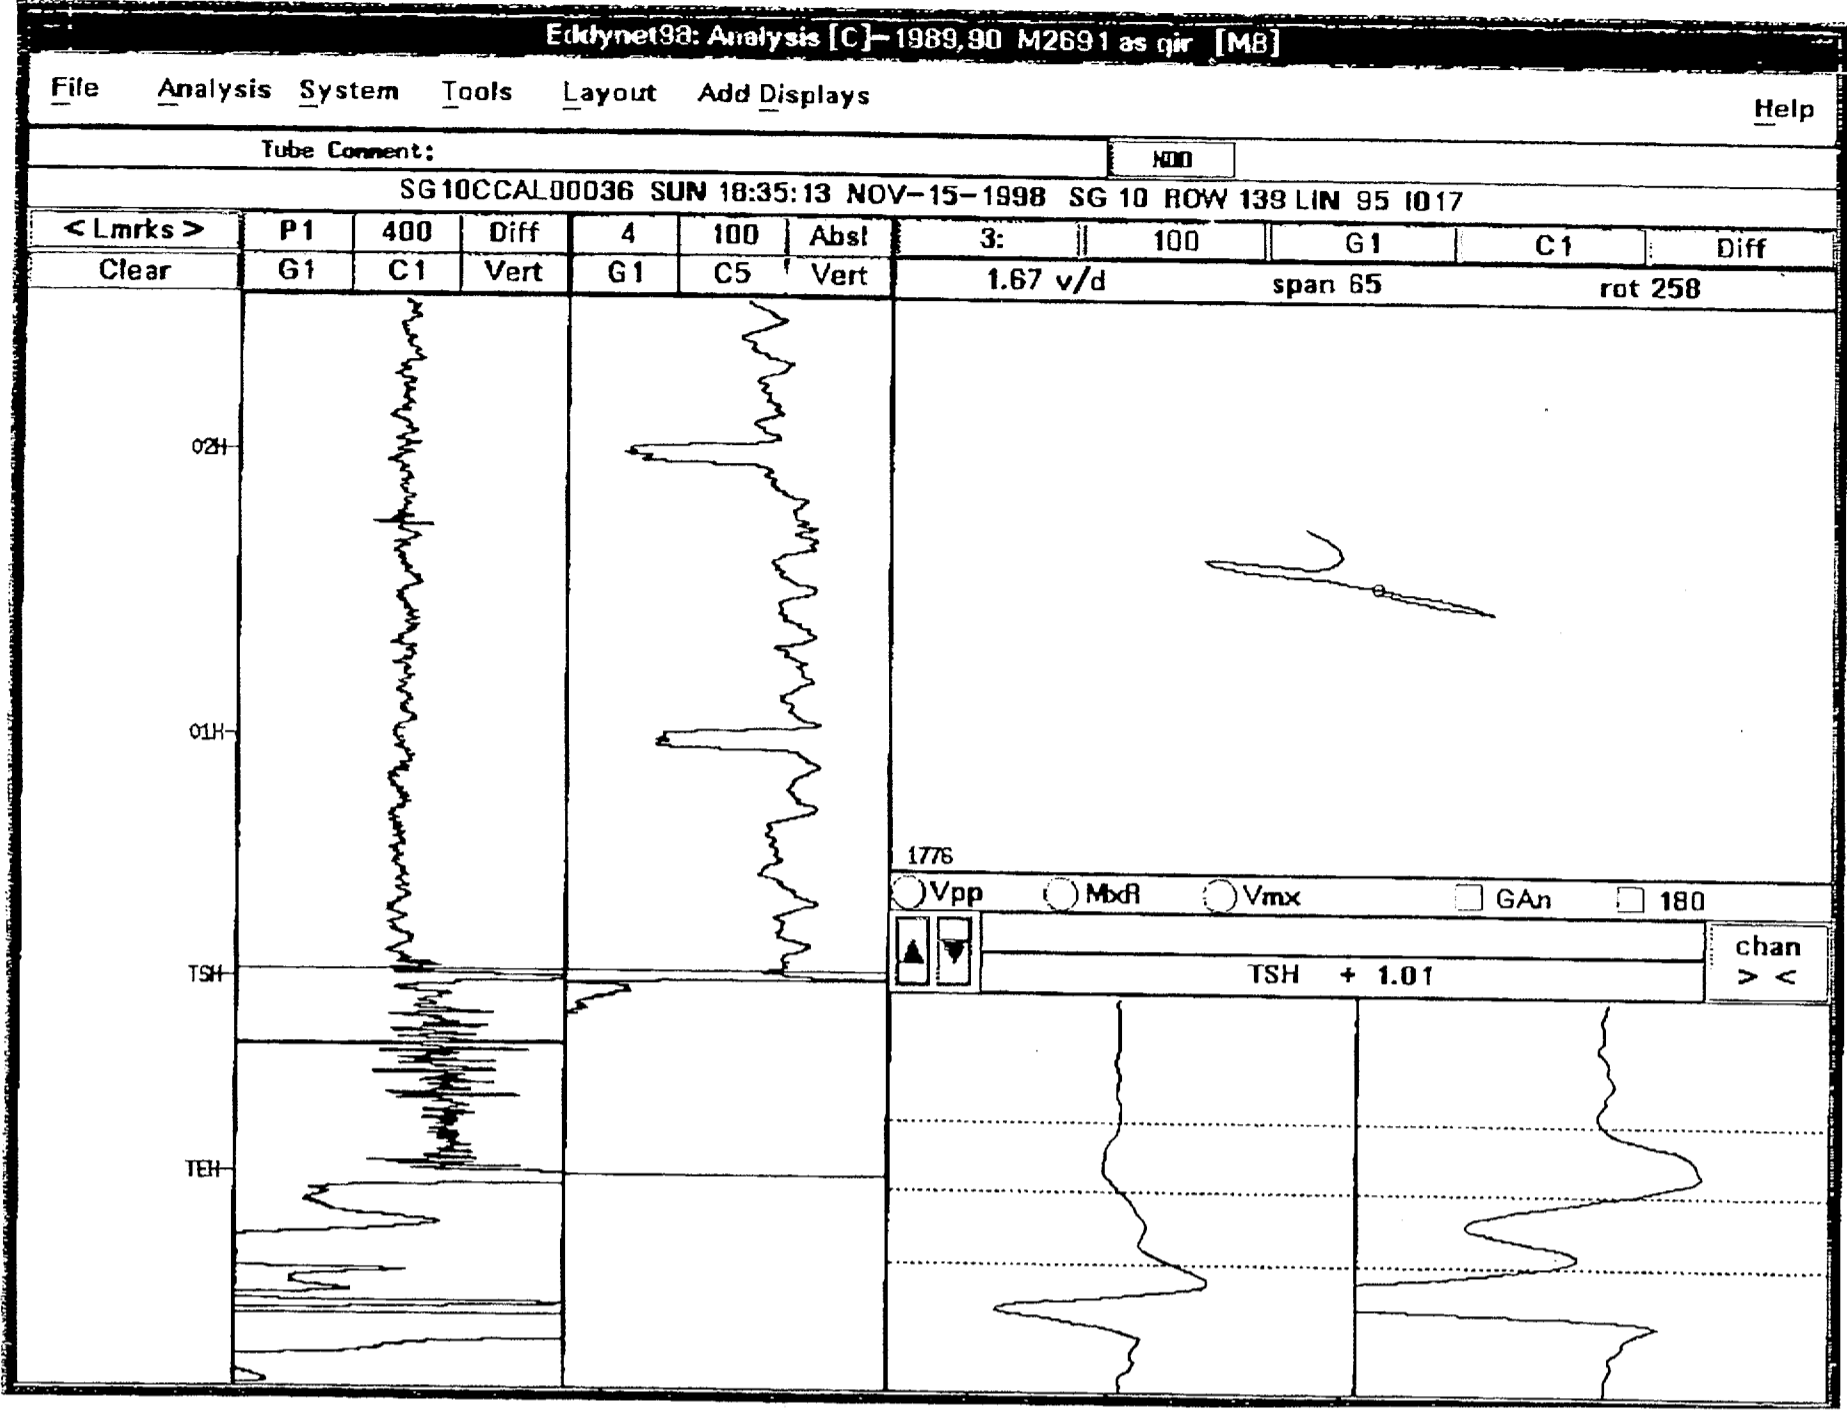 Eddynet98: Analysis [C]-1989,90 M2691 as qir [MB]
File Analysis System Tools Layout Add Displays Help
Tube Comment: NDD
SG10CCAL00036 SUN 18:35:13 NOV-15-1998 SG 10 ROW 138 LIN 95 I017
< Lmrks > P1 400 Diff 4 100 Absl 3: 100 G1 C1 Diff
Clear G1 C1 Vert G1 C5 Vert 1.67 v/d span 65 rot 258
02H
01H
1776
Vpp MxR Vmx GAn 180
chan
TSH TSH + 1.01 > <
TEH